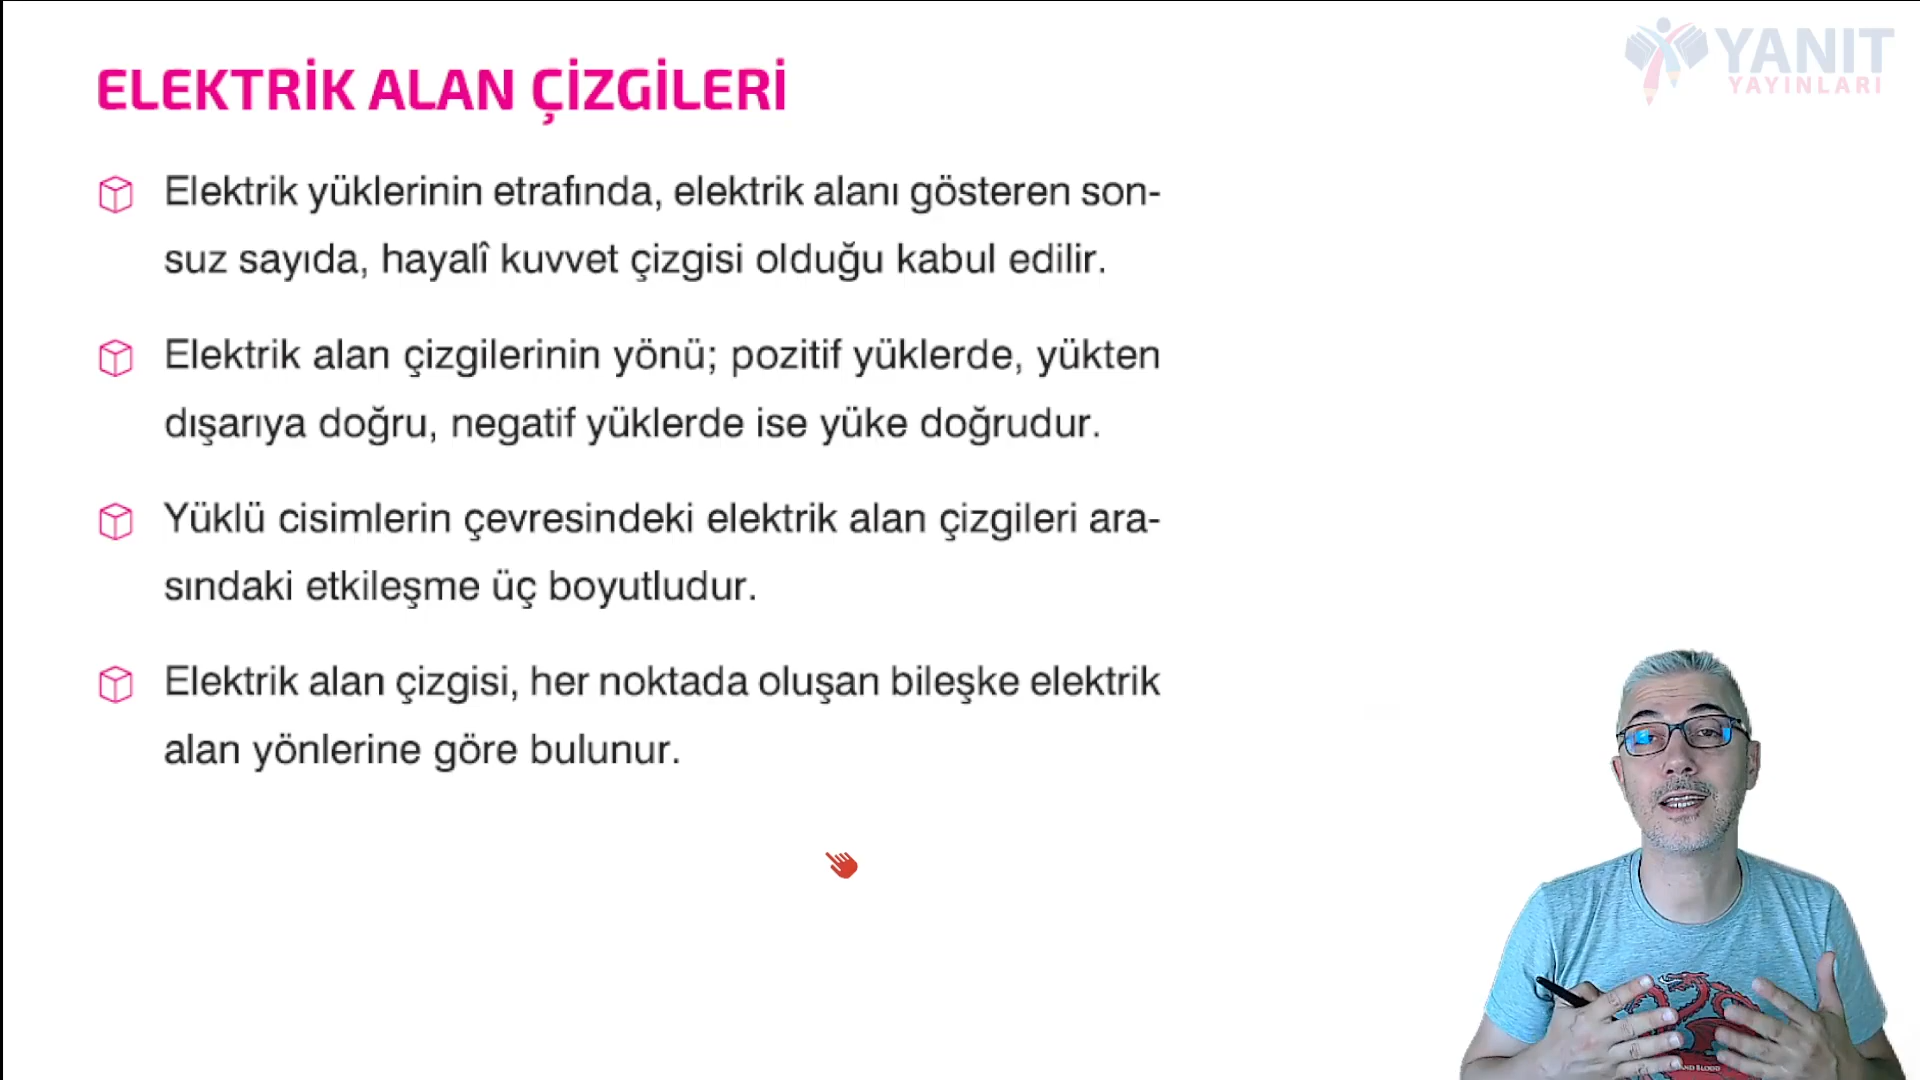 YANIT
YAYINLARI
ELEKTRİK ALAN ÇİZGİLERİ
Elektrik yüklerinin etrafında, elektrik alanı gösteren son-
suz sayıda, hayalî kuvvet çizgisi olduğu kabul edilir.
Elektrik alan çizgilerinin yönü; pozitif yüklerde, yükten
dışarıya doğru, negatif yüklerde ise yüke doğrudur.
Yüklü cisimlerin çevresindeki elektrik alan çizgileri ara-
sındaki etkileşme üç boyutludur.
Elektrik alan çizgisi, her noktada oluşan bileşke elektrik
alan yönlerine göre bulunur.